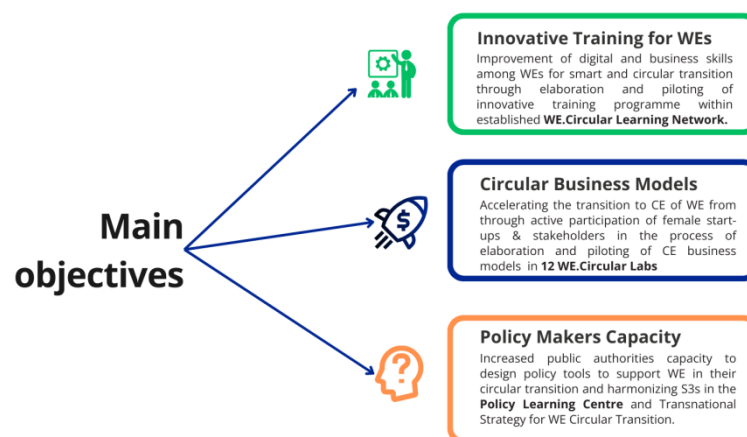 Main
objectives
Innovative Training for WEs
Improvement of digital and business skills
among WEs for smart and circular transition
through elaboration and piloting of
innovative training programme within
established WE.Circular Learning Network.
$
Circular Business Models
Accelerating the transition to CE of WE from
through active participation of female start-
ups & stakeholders in the process of
elaboration and piloting of CE business
models in 12 WE.Circular Labs
?
Policy Makers Capacity
Increased public authorities capacity to
design policy tools to support WE in their
circular transition and harmonizing S3s in the
Policy Learning Centre and Transnational
Strategy for WE Circular Transition.